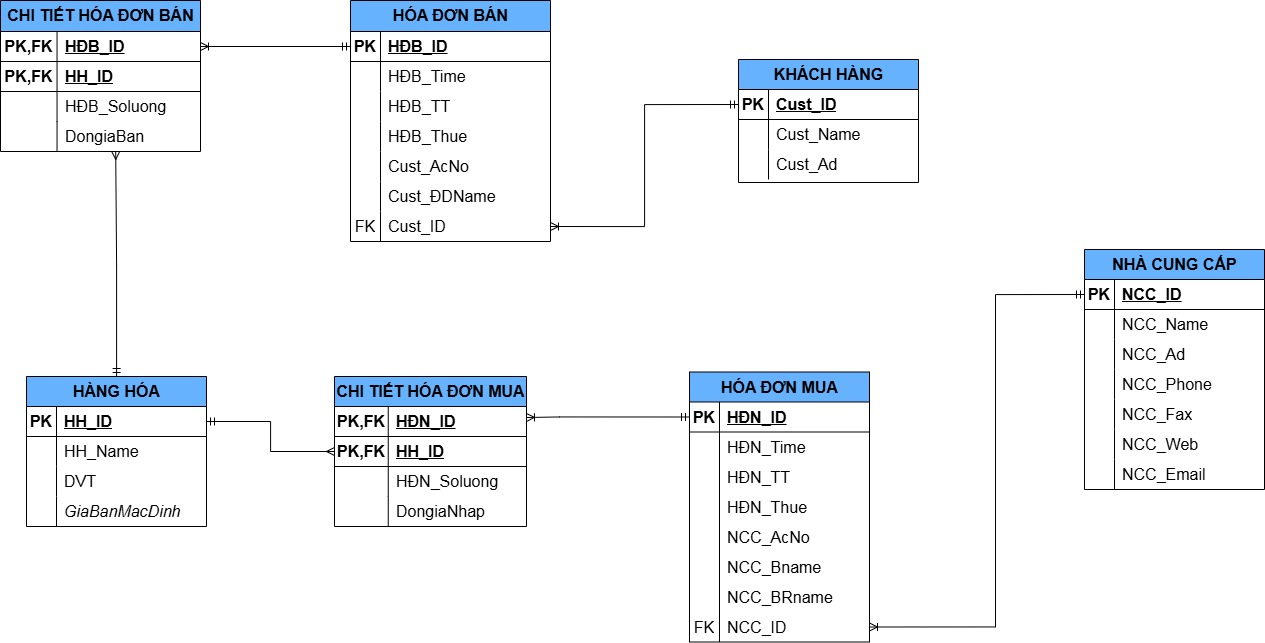 CHI TIẾT HÓA ĐƠN BÁN
PK,FK HĐB_ID
PK,FK HH_ID
HĐB_Soluong
DongiaBan
HÓA ĐƠN BÁN
PK HĐB_ID
HĐB_Time
HĐB_TT
HĐB_Thue
Cust_AcNo
Cust_ĐDName
FK Cust_ID
KHÁCH HÀNG
PK Cust_ID
Cust_Name
Cust_Ad
NHÀ CUNG CẤP
PK NCC_ID
NCC_Name
NCC_Ad
NCC_Phone
NCC_Fax
NCC_Web
NCC_Email
HÀNG HÓA
PK HH_ID
HH_Name
DVT
GiaBanMacDinh
CHI TIẾT HÓA ĐƠN MUA
PK,FK HĐN_ID
PK,FK HH_ID
HĐN_Soluong
DongiaNhap
HÓA ĐƠN MUA
PK HĐN_ID
HĐN_Time
HĐN_TT
HĐN_Thue
NCC_AcNo
NCC_Bname
NCC_BRname
FK NCC_ID